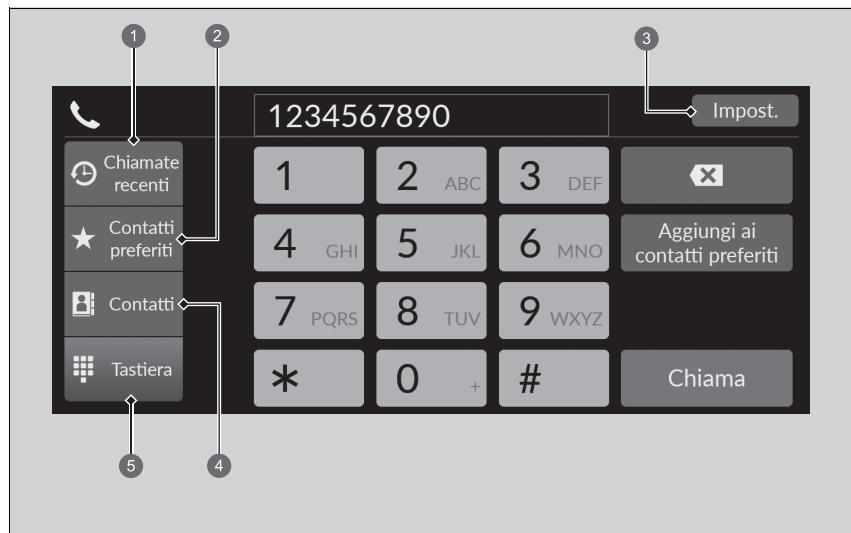 1 2 3
1234567890 Impost.
Chiamate
recenti
1 2 ABC 3 DEF
Contatti
preferiti
4 GHI 5 JKL 6 MNO
Aggiungi ai
contatti preferiti
Contatti
7 PQRS 8 TUV 9 WXYZ
Tastiera
* 0 + #
Chiama
5 4